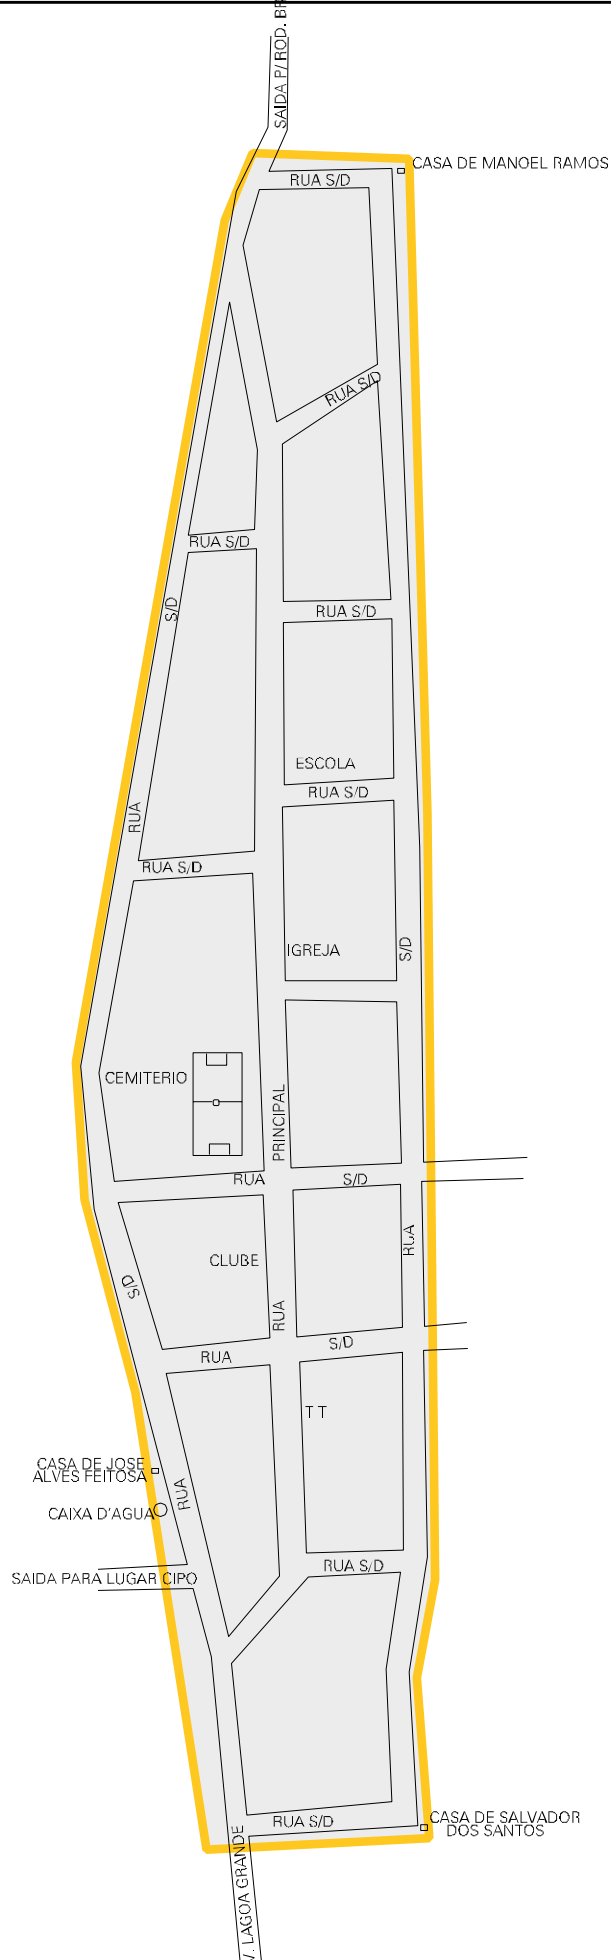 SAIDA P/ ROD. BR
CASA DE MANOEL RAMOS
RUA S/D
RUA S/D
RUA S/D
S/D
RUA S/D
ESCOLA
RUA S/D
RUA
RUA S/D
IGREJA
S/D
CEMITERIO
PRINCIPAL
RUA
S/D
RUA
CLUBE
S/D
RUA
S/D
RUA
T T
CASA DE JOSE
ALVES FEITOSA
RUA
CAIXA D'AGUA
RUA S/D
SAIDA PARA LUGAR CIPO
RUA S/D
CASA DE SALVADOR
DOS SANTOS
LAGOA GRANDE